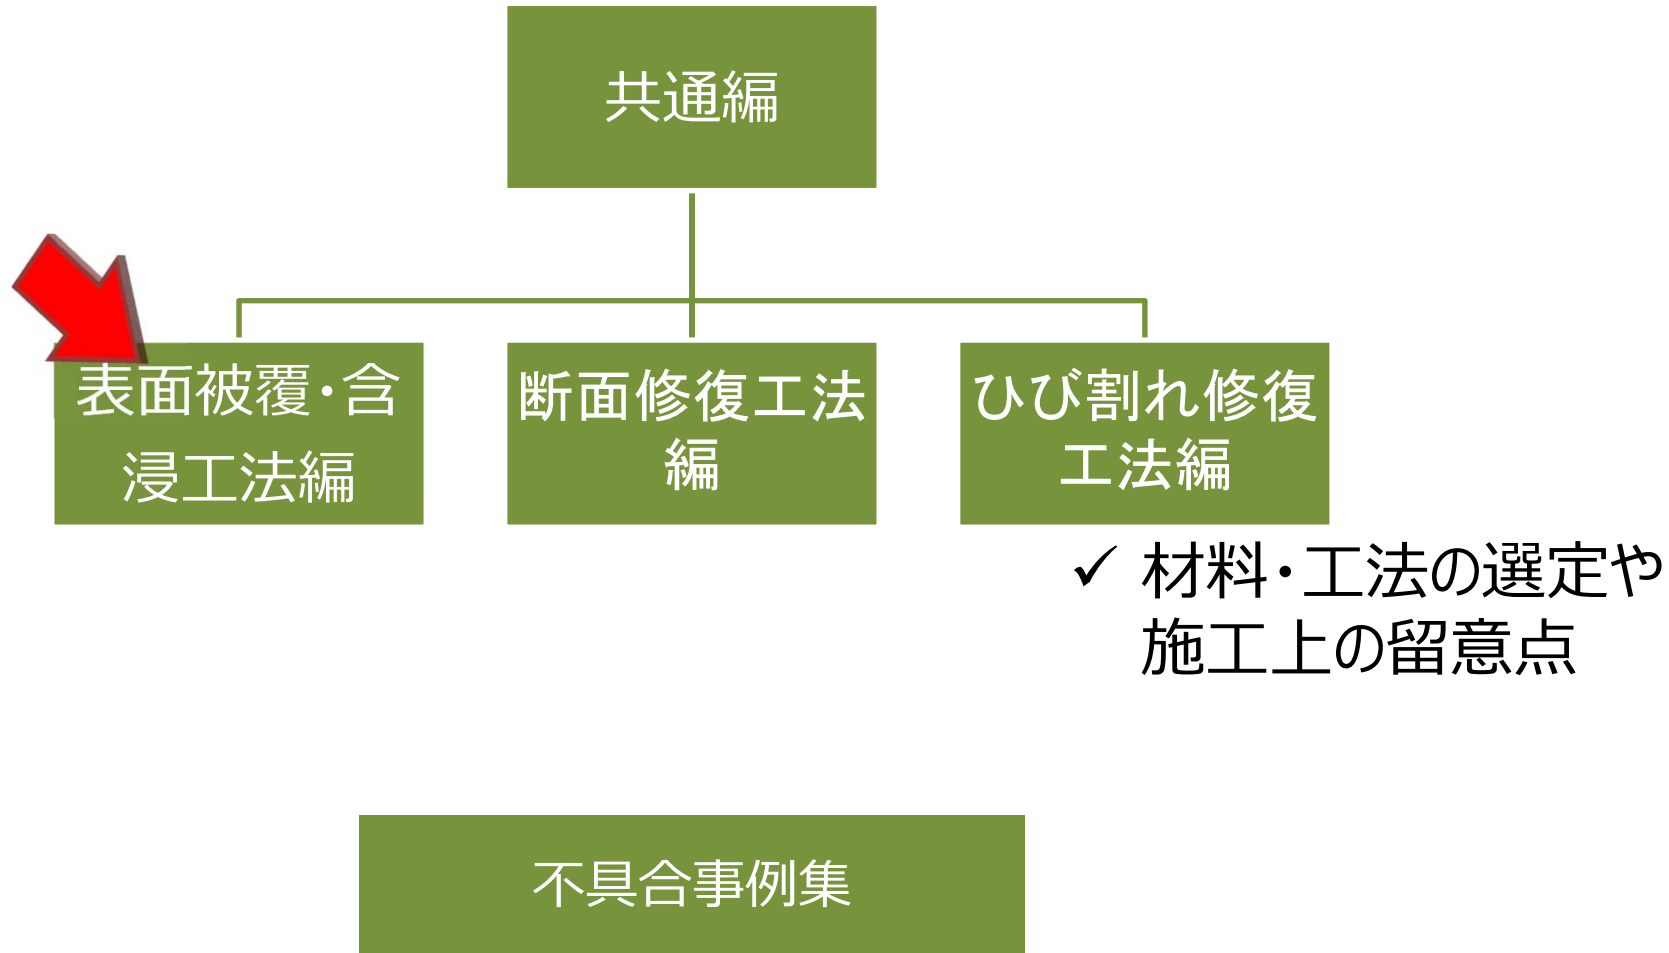 共通編
表面被覆・含
浸工法編
断面修復工法
編
ひび割れ修復
工法編
✓ 材料・工法の選定や
施工上の留意点
不具合事例集